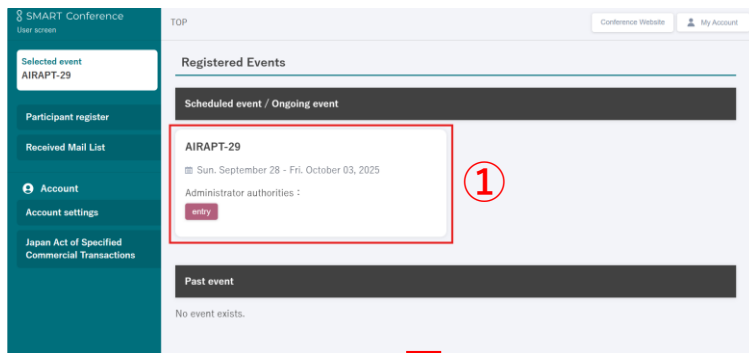 SMART Conference
User screen
TOP
Conference Website
My Account
Selected event
AIRAPT-29
Participant register
Received Mail List
Account
Account settings
Japan Act of Specified
Commercial Transactions
Registered Events
Scheduled event / Ongoing event
AIRAPT-29
Sun. September 28 - Fri. October 03, 2025
Administrator authorities：
entry
①
Past event
No event exists.